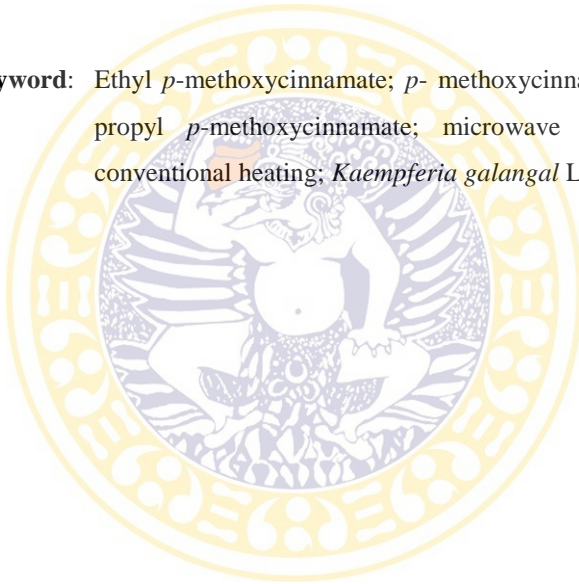 yword: Ethyl p-methoxycinnamate; p- methoxycinna
propyl p-methoxycinnamate; microwave
conventional heating; Kaempferia galangal L